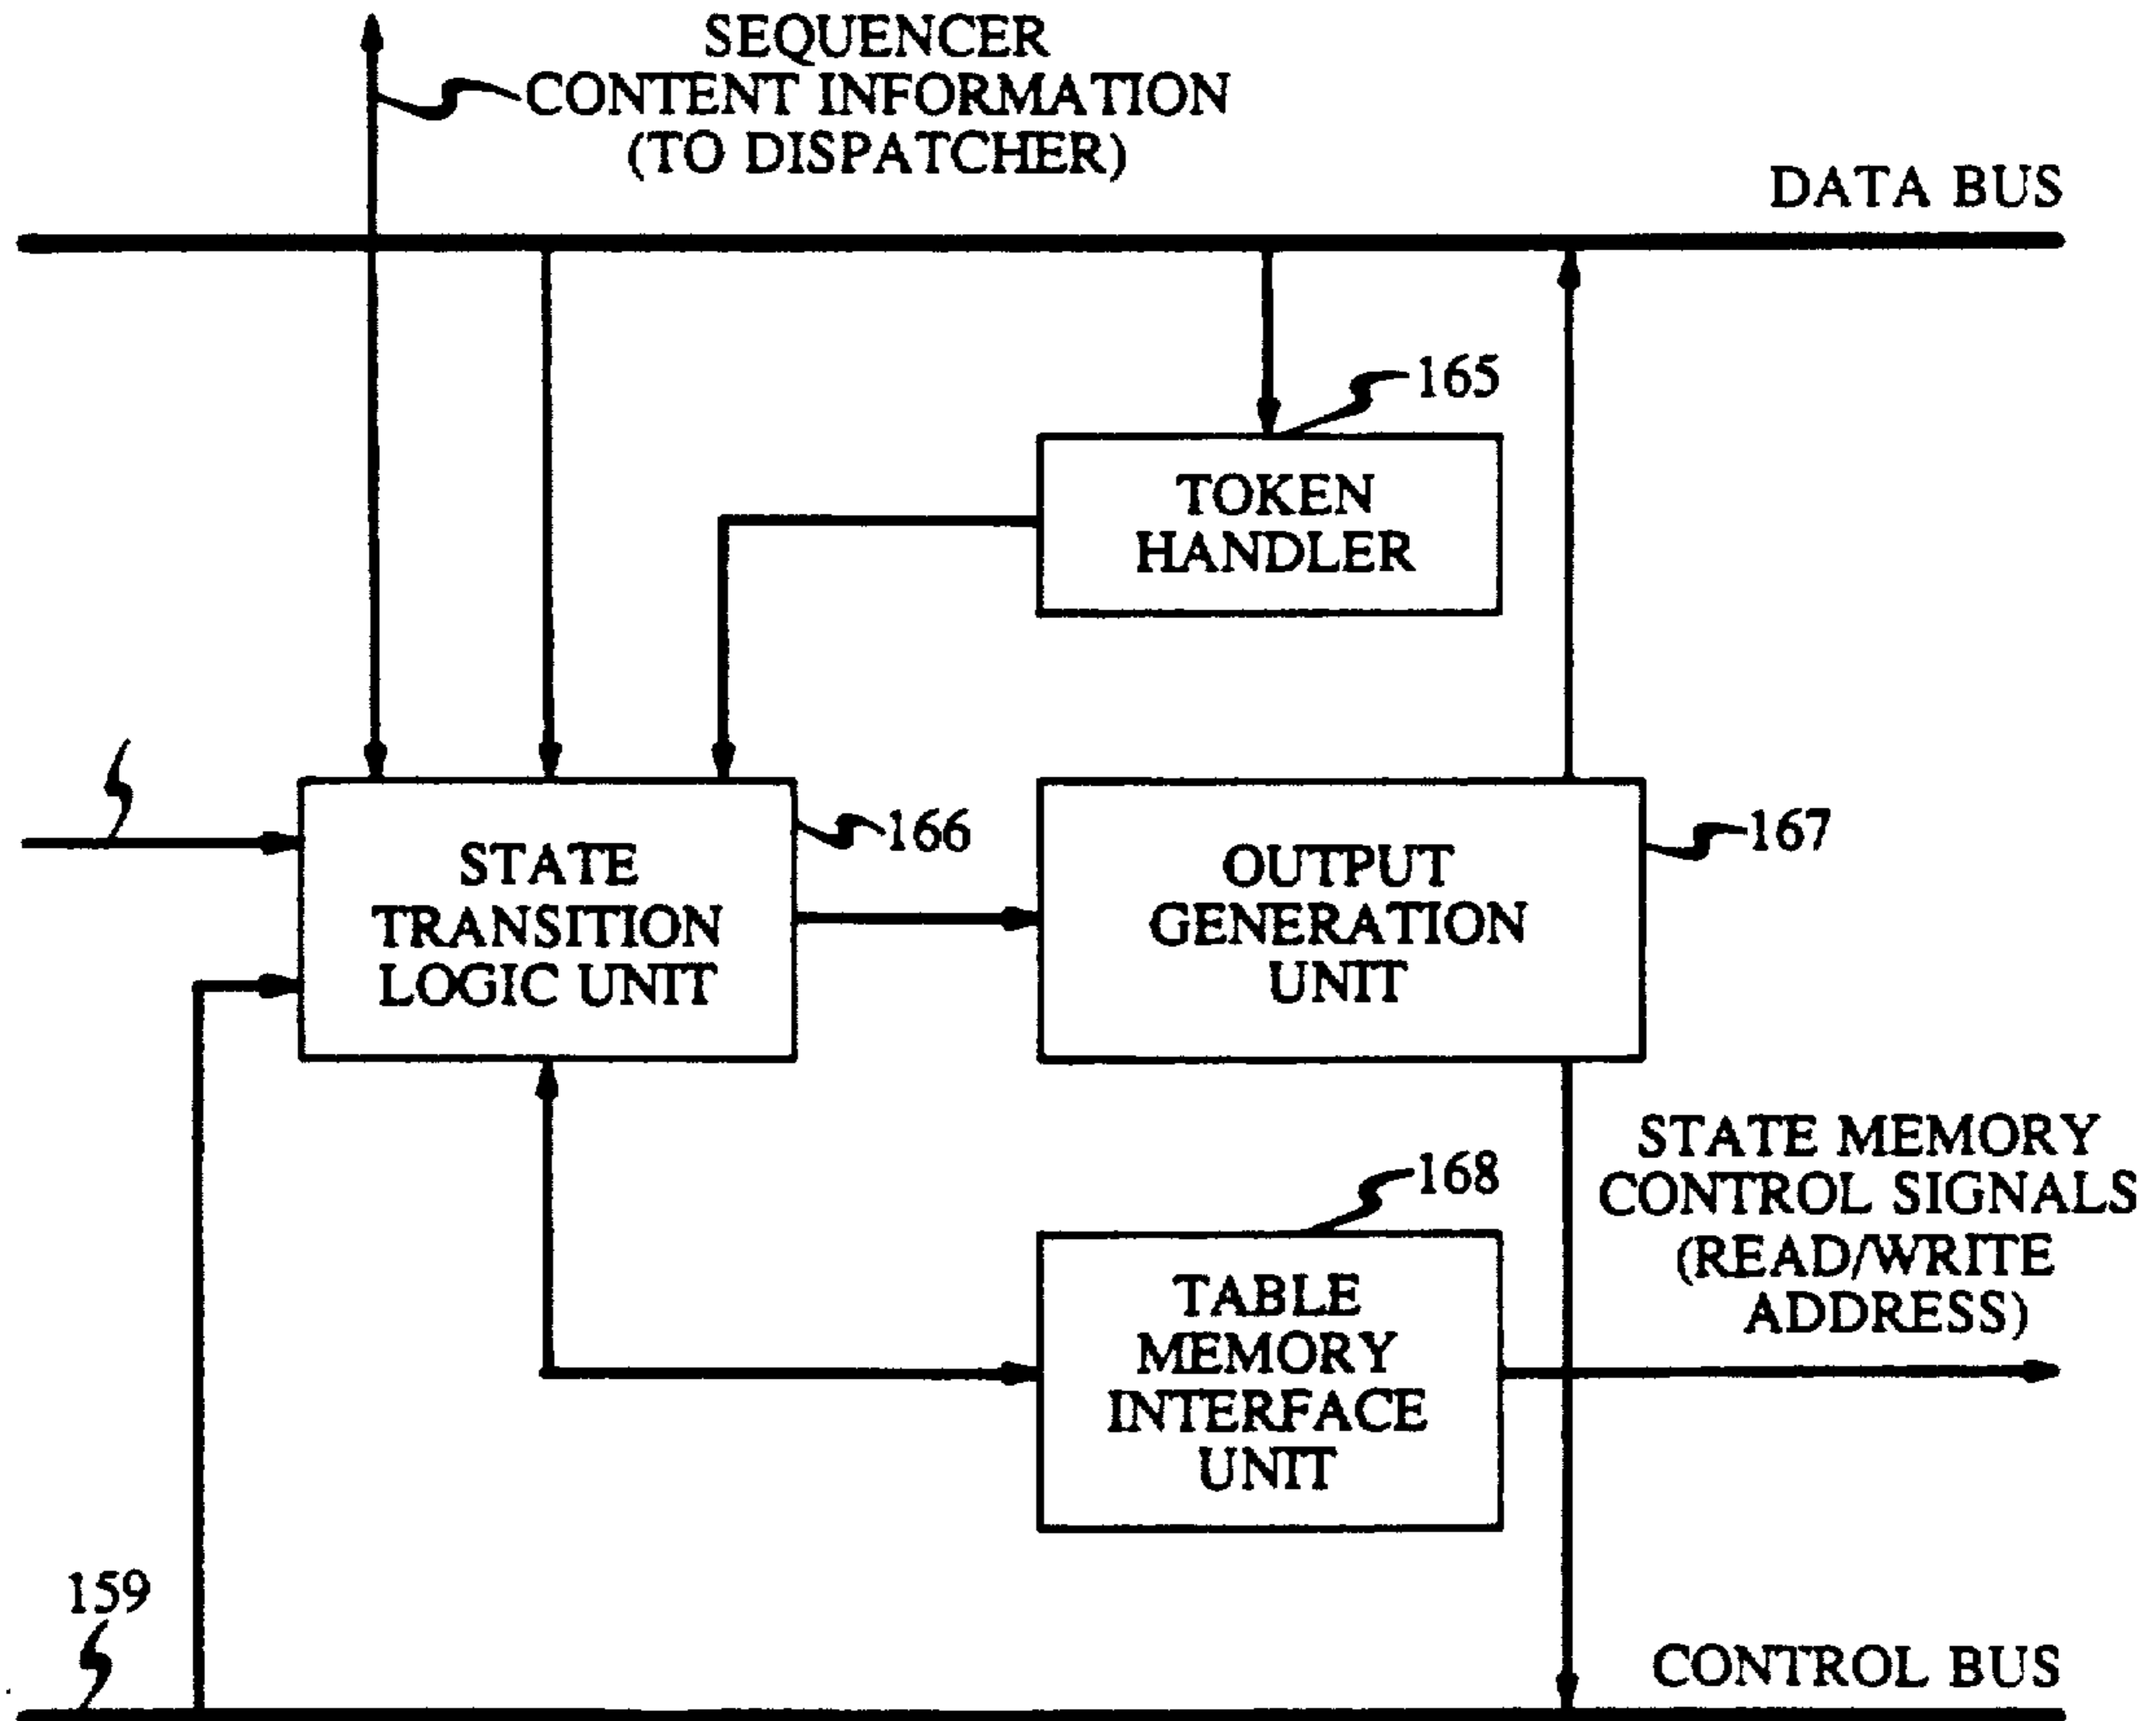 SEQUENCER
CONTENT INFORMATION
(TO DISPATCHER)
DATA BUS
165
TOKEN
HANDLER
166
167
STATE
TRANSITION
LOGIC UNIT
OUTPUT
GENERATION
UNIT
STATE MEMORY
CONTROL SIGNALS
(READ/WRITE
ADDRESS)
168
TABLE
MEMORY
INTERFACE
UNIT
159
CONTROL BUS